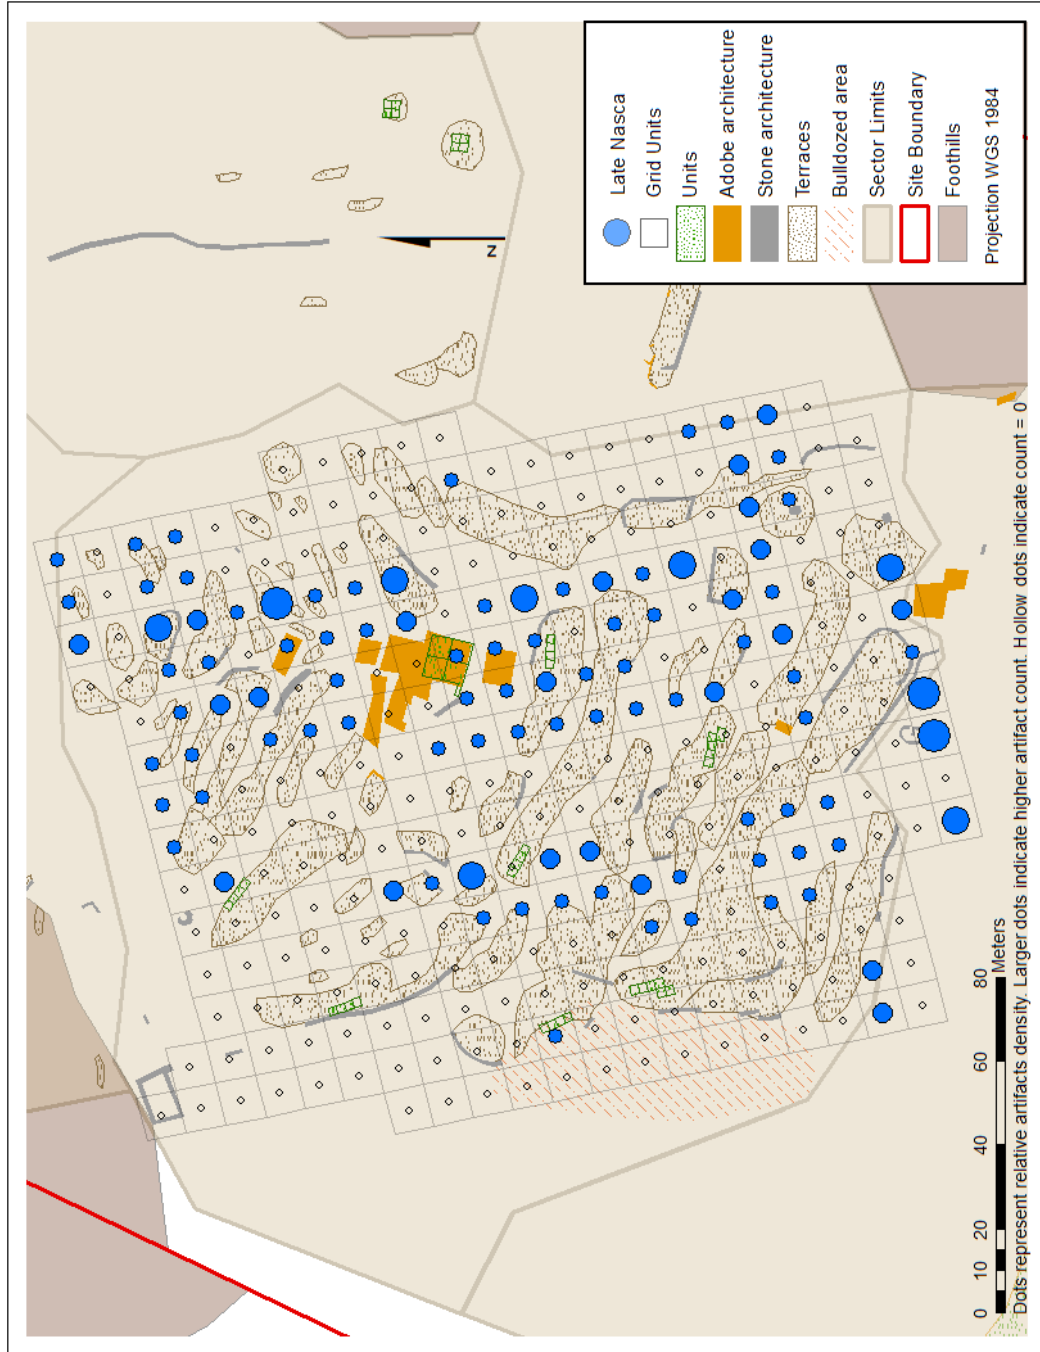 Late Nasca
Grid Units
Units
Adobe architecture
Stone architecture
Terraces
Bulldozed area
Sector Limits
Site Boundary
Foothills
Projection WGS 1984
N
0 10 20 40 60 80
Meters
Dots represent relative artifacts density. Larger dots indicate higher artifact count. Hollow dots indicate count = 0